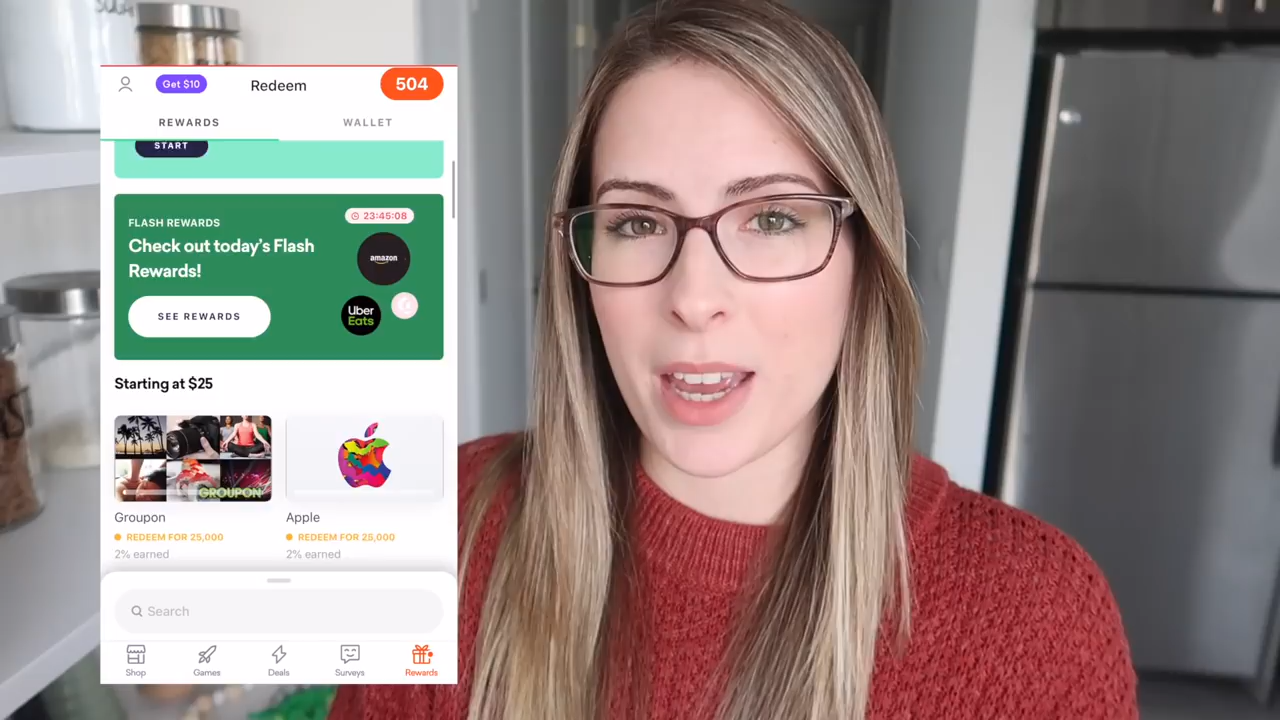 Get $10
Redeem
504
REWARDS
WALLET
START
FLASH REWARDS
23:45:08
Check out today's Flash
Rewards!
amazon
Uber
Eats
SEE REWARDS
Starting at $25
GROUPON
Groupon
Apple
REDEEM FOR 25,000
REDEEM FOR 25,000
2% earned
2% earned
Search
Shop
Games
Deals
Surveys
Rewards